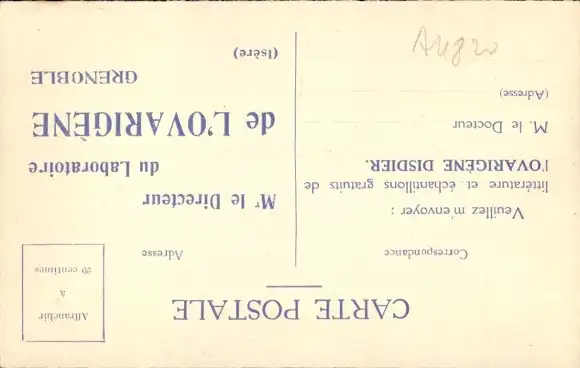 CARTE POSTALE
Correspondance
Veuillez m'envoyer :
littérature et échantillons gratuits de
l'OVARIGÈNE DISDIER.
M. le Docteur
(Adresse)
Adresse
Affranchir
à
20 centimes
Mr le Directeur
du Laboratoire
de L'OVARIGÈNE
GRENOBLE
(Isère)